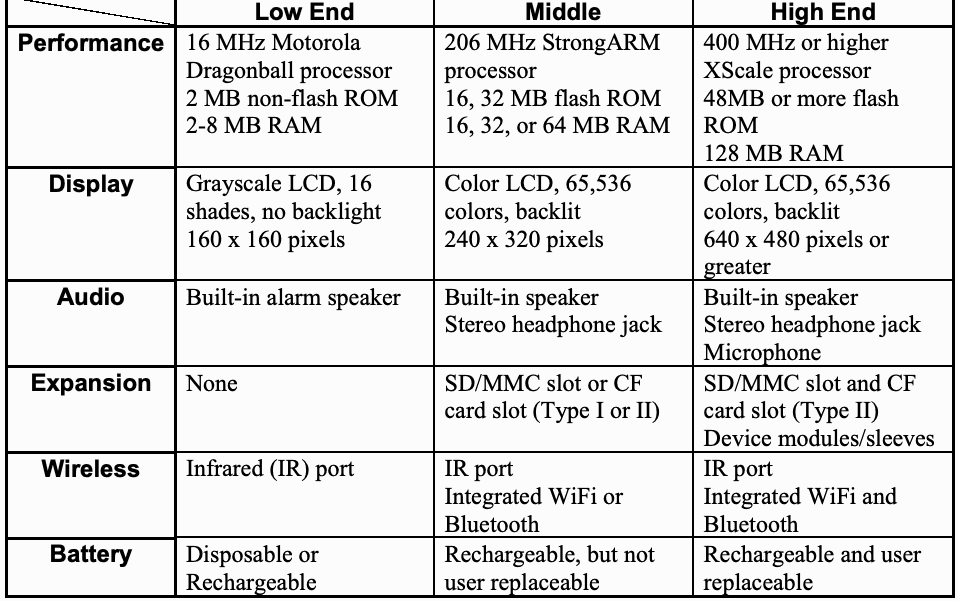 Low End Middle High End
Performance 16 MHz Motorola 206 MHz StrongARM 400 MHz or higher
Dragonball processor processor XScale processor
2 MB non-flash ROM 16, 32 MB flash ROM 48MB or more flash
2-8 MB RAM 16, 32, or 64 MB RAM ROM
128 MB RAM
Display Grayscale LCD, 16 Color LCD, 65,536 Color LCD, 65,536
shades, no backlight colors, backlit colors, backlit
160 x 160 pixels 240 x 320 pixels 640 x 480 pixels or
greater
Audio Built-in alarm speaker Built-in speaker Built-in speaker
Stereo headphone jack Stereo headphone jack
Microphone
Expansion None SD/MMC slot or CF SD/MMC slot and CF
card slot (Type I or II) card slot (Type II)
Device modules/sleeves
Wireless Infrared (IR) port IR port IR port
Integrated WiFi or Integrated WiFi and
Bluetooth Bluetooth
Battery Disposable or Rechargeable, but not Rechargeable and user
Rechargeable user replaceable replaceable